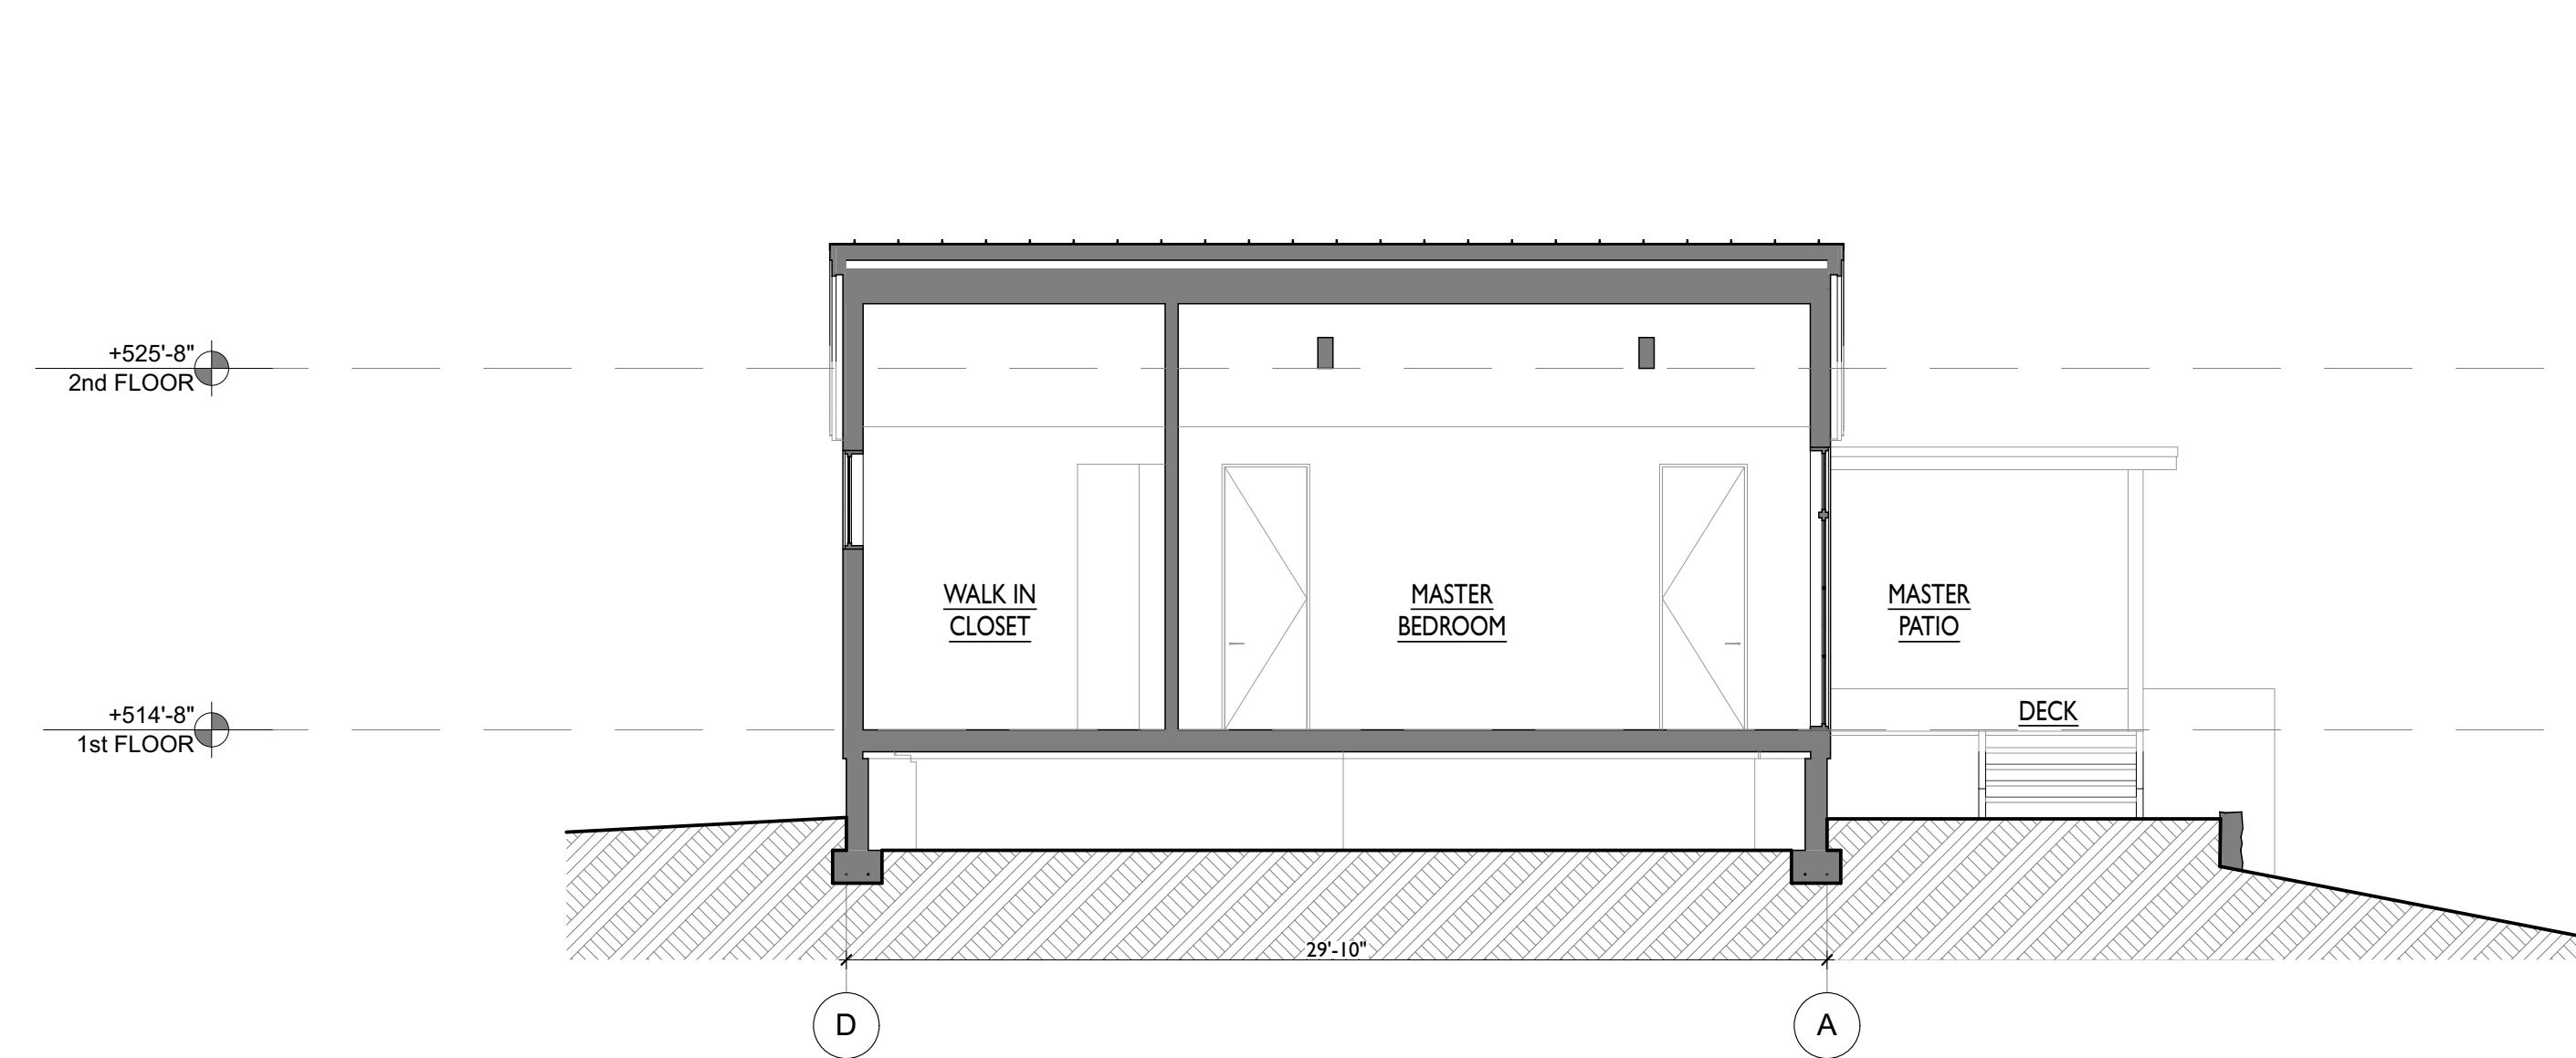 +525'-8"
2nd FLOOR
WALK IN
CLOSET
MASTER
BEDROOM
MASTER
PATIO
+514'-8"
1st FLOOR
DECK
29'-10"
D
A